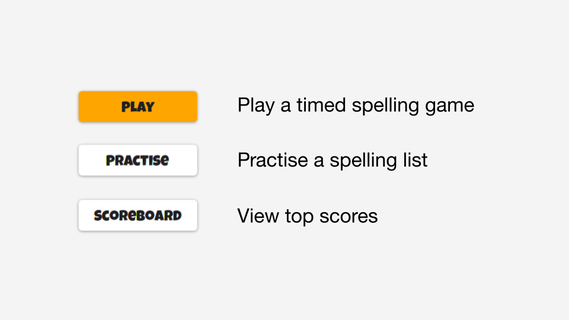 PLAY Play a timed spelling game
PRACTISe Practise a spelling list
SCOReBOARD View top scores